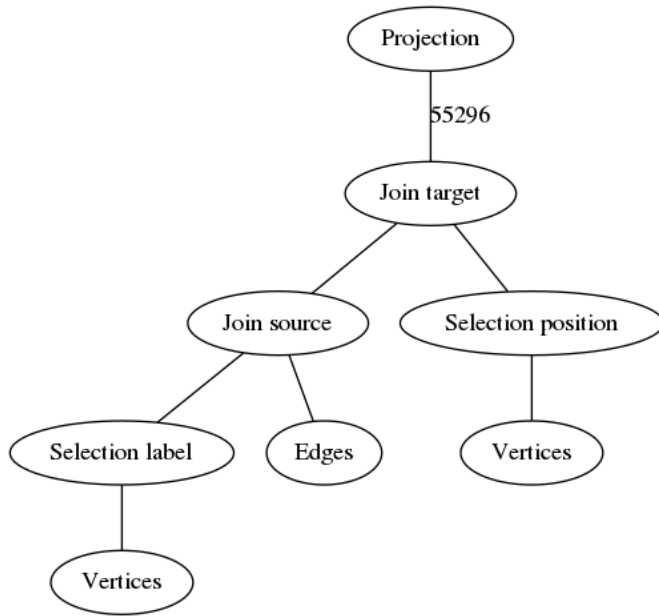 Projection
55296
Join target
Join source
Selection position
Selection label
Edges
Vertices
Vertices